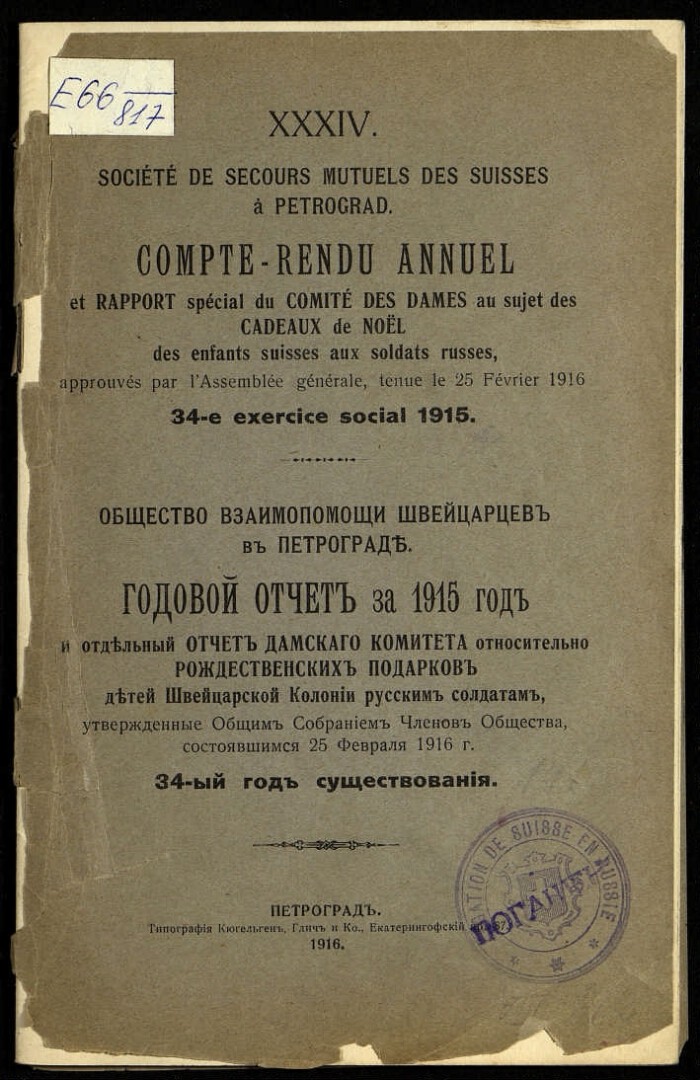 E66
817
XXXIV.
SOCIÉTÉ DE SECOURS MUTUELS DES SUISSES
à PETROGRAD.
COMPTE-RENDU ANNUEL
et RAPPORT spécial du COMITÉ DES DAMES au sujet des
CADEAUX de NOËL
des enfants suisses aux soldats russes,
approuvés par l'Assemblée générale, tenue le 25 Février 1916
34-e exercice social 1915.
ОБЩЕСТВО ВЗАИМОПОМОЩИ ШВЕЙЦАРЦЕВЪ
въ ПЕТРОГРАДѢ.
ГОДОВОЙ ОТЧЕТЪ за 1915 годъ
и отдѣльный ОТЧЕТЪ ДАМСКАГО КОМИТЕТА относительно
РОЖДЕСТВЕНСКИХЪ ПОДАРКОВЪ
дѣтей Швейцарской Колоніи русскимъ солдатамъ,
утвержденные Общимъ Собраніемъ Членовъ Общества,
состоявшимся 25 Февраля 1916 г.
34-ый годъ существованія.
ATION DE SUISSE EN RUSSIE
ПЕТРОГРАДЪ.
Типографія Кюгельгенъ, Гличъ и Ко., Екатерингофскій
1916.